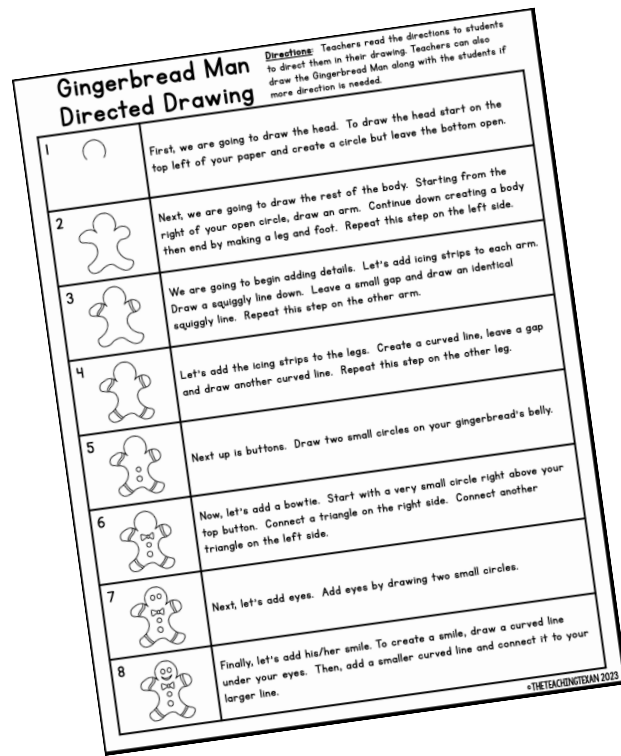 Gingerbread Man
Directed Drawing
Directions: Teachers read the directions to students
to direct them in their drawing. Teachers can also
draw the Gingerbread Man along with the students if
more direction is needed.
1
First, we are going to draw the head. To draw the head start on the
top left of your paper and create a circle but leave the bottom open.
2
Next, we are going to draw the rest of the body. Starting from the
right of your open circle, draw an arm. Continue down creating a body
then end by making a leg and foot. Repeat this step on the left side.
3
We are going to begin adding details. Let's add icing strips to each arm.
Draw a squiggly line down. Leave a small gap and draw an identical
squiggly line. Repeat this step on the other arm.
4
Let's add the icing strips to the legs. Create a curved line, leave a gap
and draw another curved line. Repeat this step on the other leg.
5
Next up is buttons. Draw two small circles on your gingerbread's belly.
6
Now, let's add a bowtie. Start with a very small circle right above your
top button. Connect a triangle on the right side. Connect another
triangle on the left side.
7
Next, let's add eyes. Add eyes by drawing two small circles.
8
Finally, let's add his/her smile. To create a smile, draw a curved line
under your eyes. Then, add a smaller curved line and connect it to your
larger line.
©THETEACHINGTEXAN 2023